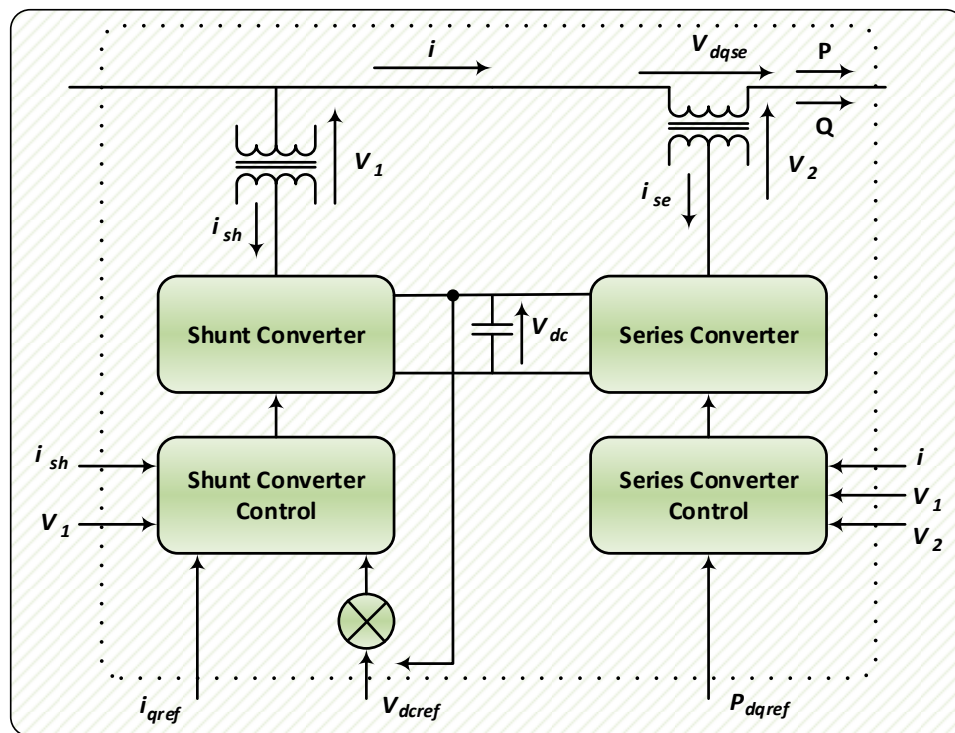 i
V dqse
P
Q
V 1
V 2
i sh
i se
Shunt Converter
V dc
Series Converter
i sh
V 1
Shunt Converter
Control
Series Converter
Control
i
V 1
V 2
i qref
V dcref
P dqref